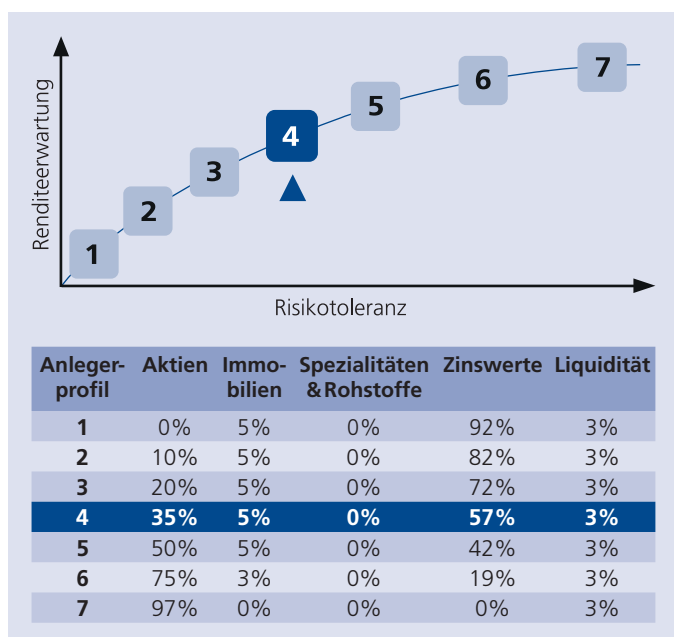 Renditeerwartung
1
2
3
4
5
6
7
Risikotoleranz
Anleger- Aktien Immo- Spezialitäten Zinswerte Liquidität
profil bilien & Rohstoffe
1 0% 5% 0% 92% 3%
2 10% 5% 0% 82% 3%
3 20% 5% 0% 72% 3%
4 35% 5% 0% 57% 3%
5 50% 5% 0% 42% 3%
6 75% 3% 0% 19% 3%
7 97% 0% 0% 0% 3%